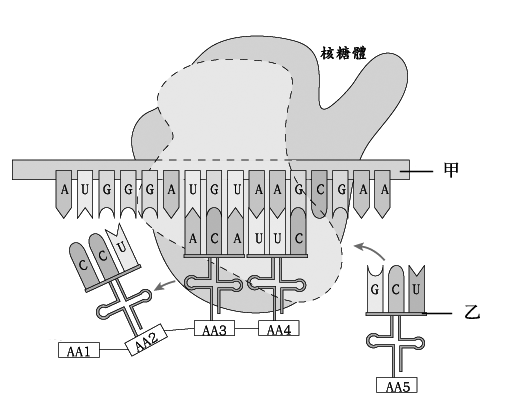 核糖體
甲
A U G G G A U G U A A G C G A A
A C A U U C
C C U
G C U
乙
AA1
AA2
AA3
AA4
AA5